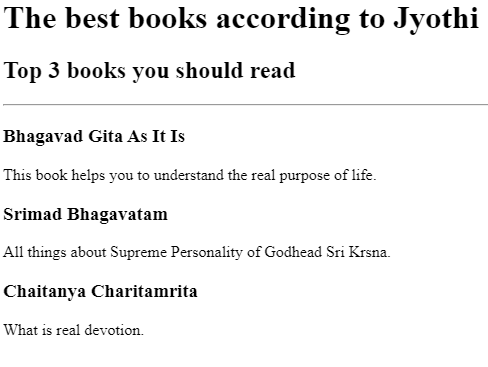 The best books according to Jyothi
Top 3 books you should read
Bhagavad Gita As It Is
This book helps you to understand the real purpose of life.
Srimad Bhagavatam
All things about Supreme Personality of Godhead Sri Krsna.
Chaitanya Charitamrita
What is real devotion.